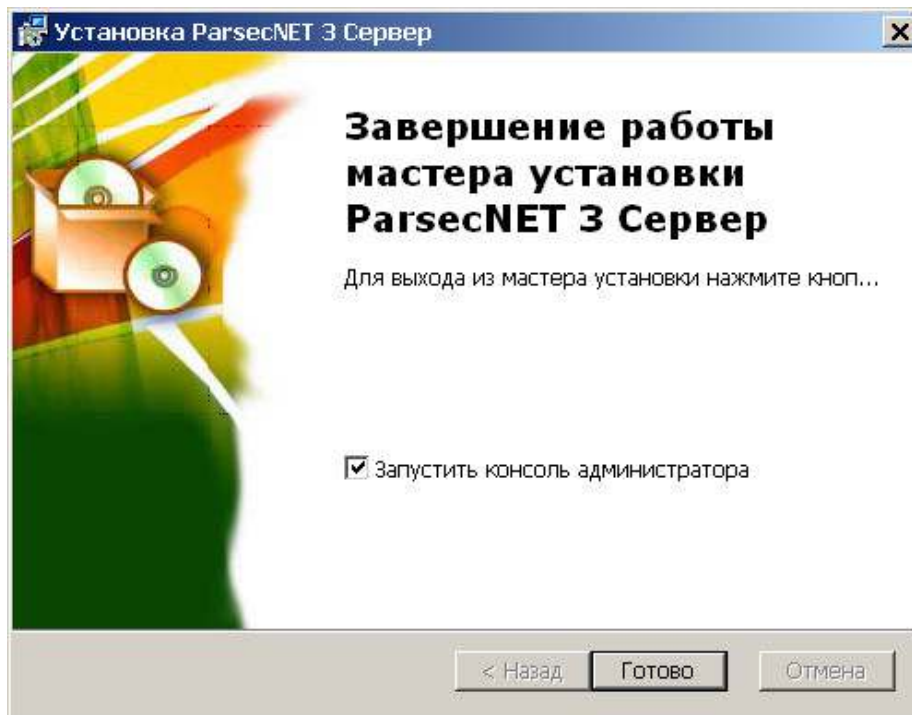 Установка ParsecNET 3 Сервер
Завершение работы
мастера установки
ParsecNET 3 Сервер
Для выхода из мастера установки нажмите кноп...
Запустить консоль администратора
< Назад
Готово
Отмена